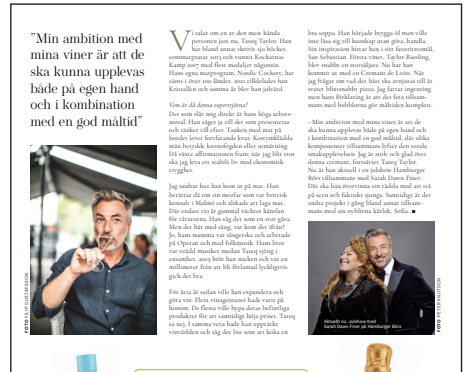 ”Min ambition med
mina viner är att de
ska kunna upplevas
både på egen hand
och i kombination
med en god måltid”
FOTO FILIP GUSTAFSSON
Vi talar om en av den mest kända
personen just nu, Tareq Taylor. Han
har bland annat skrivit sju böcker,
sommarpratat 2013 och vunnit Kockarnas
Kamp 2017 med flest medaljer någonsin.
Hans egna matprogram, Nordic Cookery, har
sänts i över 100 länder. 2021 tilldelades han
Kristallen och samma år blev han julvärd.
Vem är då denna superstjärna?
Det som slår mig direkt är hans höga arbets-
moral. Han säger ja till det som presenteras
och tänker till efter. Tanken med mat på
bordet lever fortfarande kvar. Kostymklädda
män betydde kronofogden eller utmätning.
Då växte affirmationen fram; när jag blir stor
ska jag leva ett stabilt liv med ekonomisk
trygghet.
Jag undrar hur han kom in på mat. Han
berättar då om sin morfar som var britisk
konsult i Malmö och älskade att laga mat.
Där endast tio år gammal väcktes känslan
för råvarorna. Han säg det som en stor gåva.
Men det här med sång, var kom det ifrån?
Jo, hans mamma var sångerska och arbetade
på Operan och med folkmusik. Hans bror
var ovädd musiker medan Tareq sjöng i
ensamhet. 2005 bröt han nacken och var en
millimeter från att bli förlamad lyckligtvis
gick det bra.
För åtta år sedan ville han expandera och
göra vin. Flera vinagenturer hade varit på
honom. De flesta ville hypa deras befintliga
produkter för att samtidigt höja priset. Tareq
sa nej. I samma veva hade han upptäckt
vinvärlden och såg det lite som att koka en
bra soppa. Han började brygga öl men ville
inte låsa sig till kunskap utan göra, handla.
Sin inspiration hittar han i sitt favoritresmål,
San Sebastian. Första vinet, Taylor Riesling,
blev snabbt en storsäljare. Nu har han
kommit ut med en Cremant de Loire. När
jag frågar om vad det bäst ska avnjutas till är
svaret blixtsnabbt pizza. Jag fattar ingenting
men hans förklaring är att det feta tillsam-
mans med bubblorna gör måltiden komplett.
- Min ambition med mina viner är att de
ska kunna upplevas både på egen hand och
i kombination med en god måltid, där olika
komponenter tillsammans lyfter den totala
smakupplevelsen. Jag är stolt och glad över
denna crémant, fortsätter Tareq Taylor.
Nu är han aktuell i en julshow Hamburger
Börs tillsammans med Sarah Dawn Finer.
Där ska han övervinna sin rädsla med att stå
på scen och faktiskt sjunga. Samtidigt är det
andra projekt i gång bland annat tillsam-
mans med sin nyblivna kärlek, Sofia. ■
Aktuellt nu: Julshow med
Sarah Dawn Finer på Hamburger Börs
FOTO PETER KNUTSON